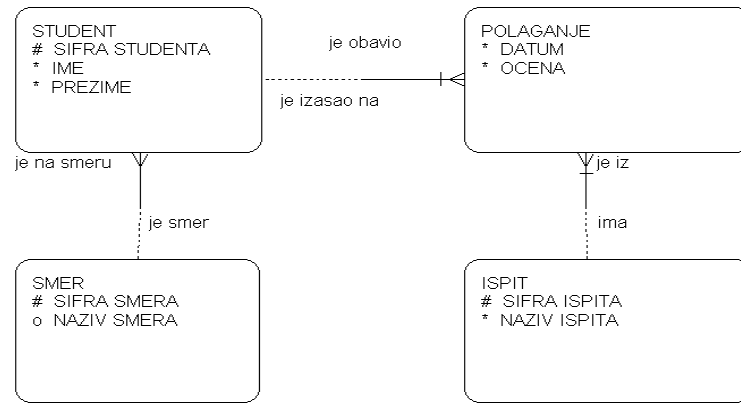 STUDENT
# SIFRA STUDENTA
* IME
* PREZIME
je obavio
je izasao na
POLAGANJE
* DATUM
* OCENA
je na smeru
je smer
je iz
ima
SMER
# SIFRA SMERA
o NAZIV SMERA
ISPIT
# SIFRA ISPITA
* NAZIV ISPITA